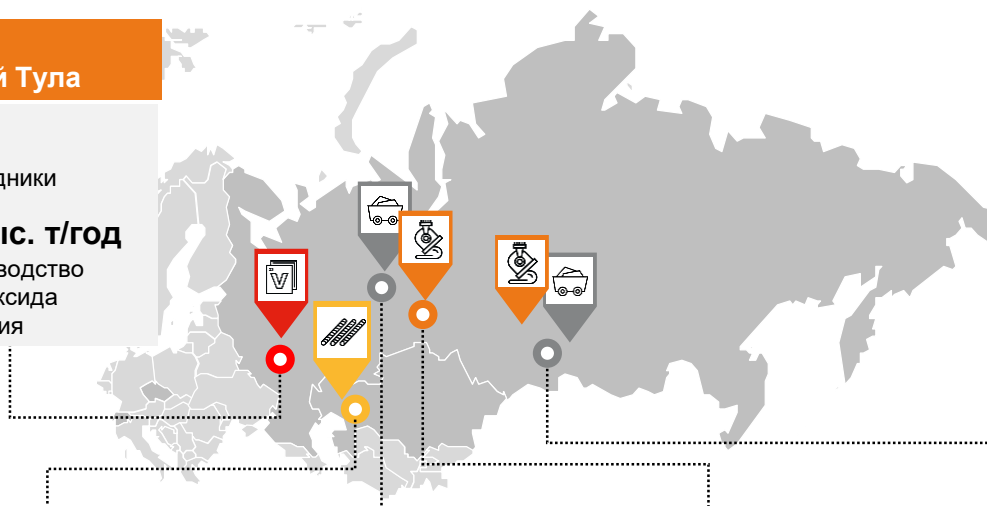 й Тула
дники
ыс. т/год
водство
ксида
ия
V